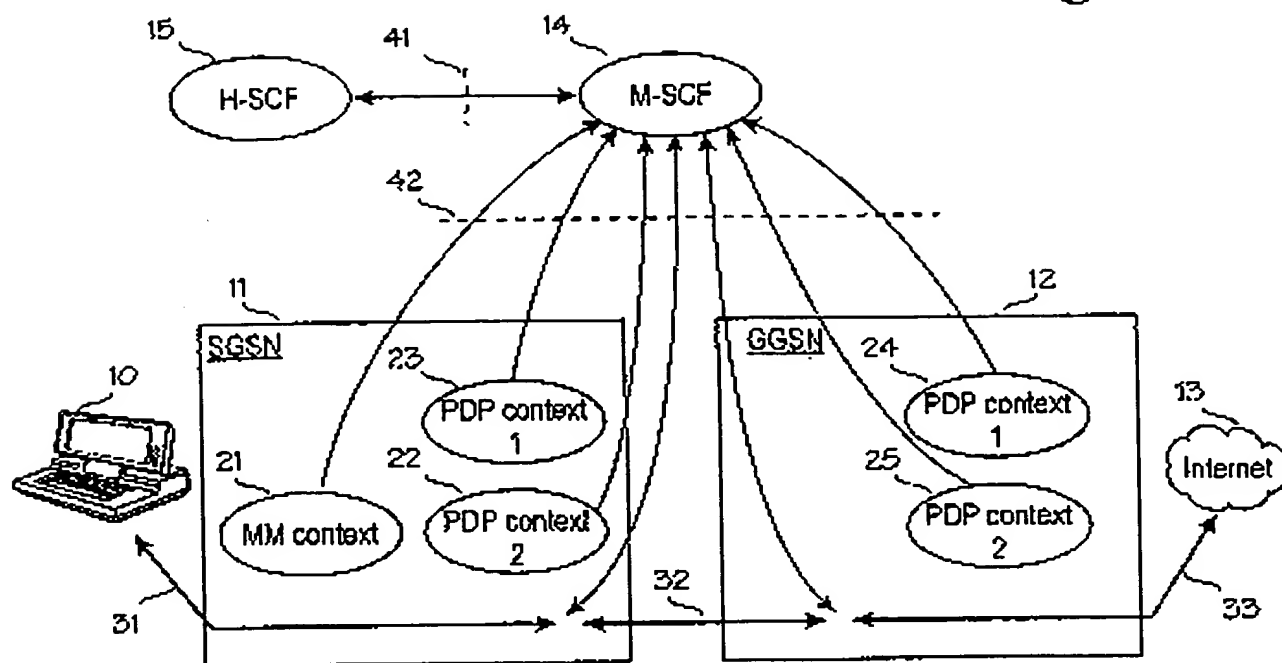 15
41
14
H-SCF
M-SCF
42
11
12
SGSN
GGSN
10
23
24
13
PDP context
1
PDP context
1
Internet
21
22
25
MM context
PDP context
2
PDP context
2
31
32
33